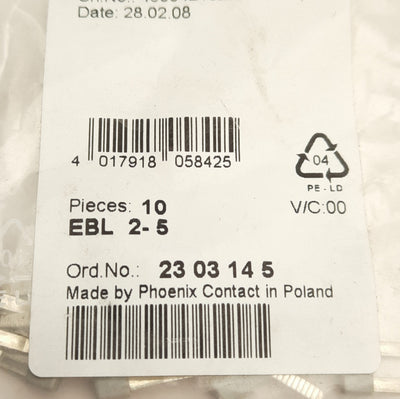 Date: 28.02.08
4 017918 058425
04
PE-LD
Pieces: 10
V/C:00
EBL 2-5
Ord.No.: 23 03 14 5
Made by Phoenix Contact in Poland